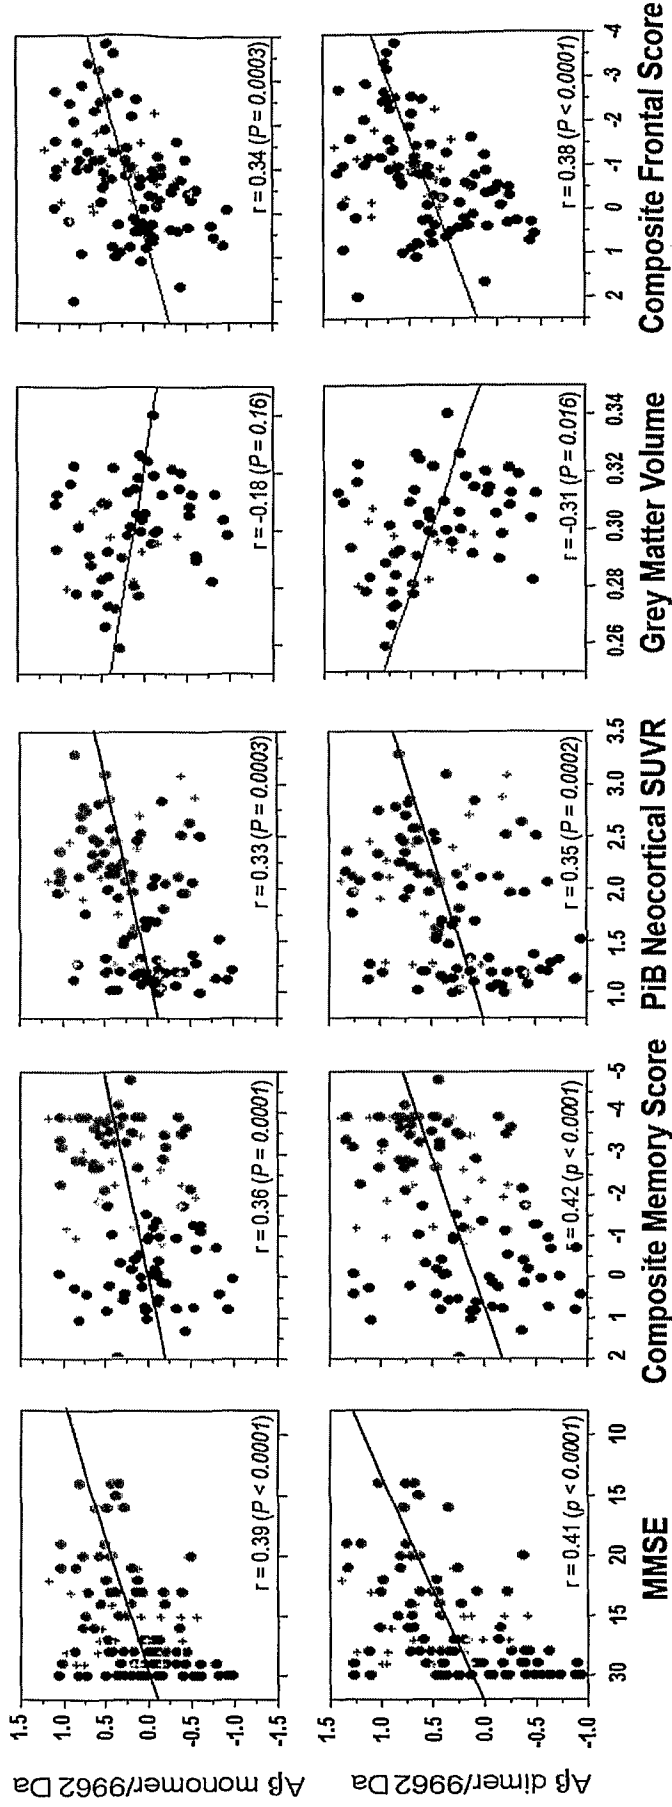 Aβ monomer/9962 Da
1.5
1.0
0.5
0.0
-0.5
-1.0
-1.5
r = 0.39 (P < 0.0001)
r = 0.36 (P = 0.0001)
r = 0.33 (P = 0.0003)
r = -0.18 (P = 0.16)
r = 0.34 (P = 0.0003)
Aβ dimer/9962 Da
1.5
1.0
0.5
0.0
-0.5
-1.0
r = 0.41 (p < 0.0001)
r = 0.42 (p < 0.0001)
r = 0.35 (P = 0.0002)
r = -0.31 (P = 0.016)
r = 0.38 (P < 0.0001)
30 15 20 15 10
2 1 0 -1 -2 -3 -4 -5
1.0 1.5 2.0 2.5 3.0 3.5
0.26 0.28 0.30 0.32 0.34
2 1 0 -1 -2 -3 -4
MMSE
Composite Memory Score
PiB Neocortical SUVR
Grey Matter Volume
Composite Frontal Score